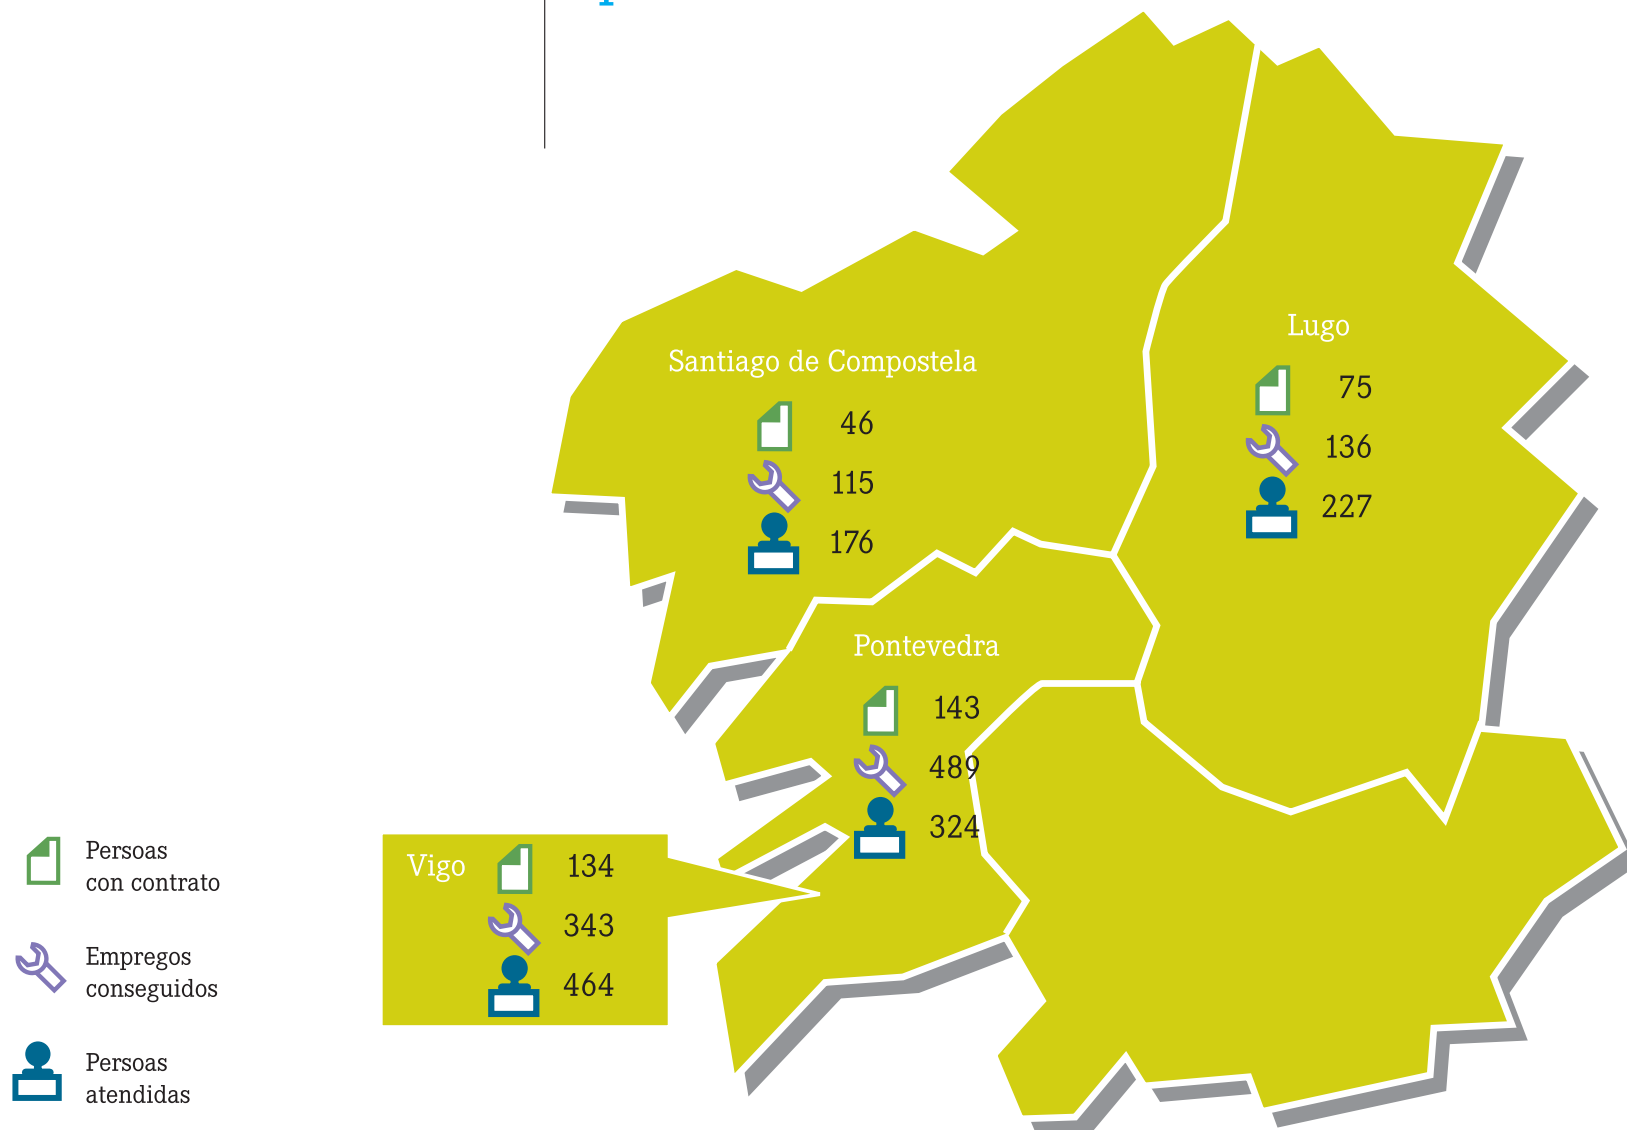 Lugo
75
136
227
Santiago de Compostela
46
115
176
Pontevedra
143
489
324
Vigo
134
343
464
Persoas
con contrato
Empregos
conseguidos
Persoas
atendidas